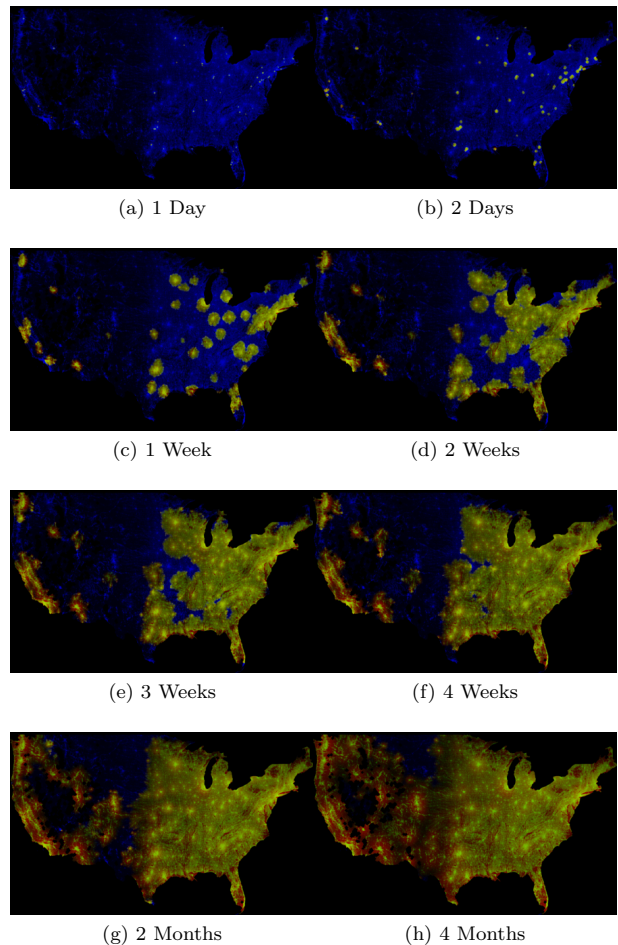 (a) 1 Day
(b) 2 Days
(c) 1 Week
(d) 2 Weeks
(e) 3 Weeks
(f) 4 Weeks
(g) 2 Months
(h) 4 Months